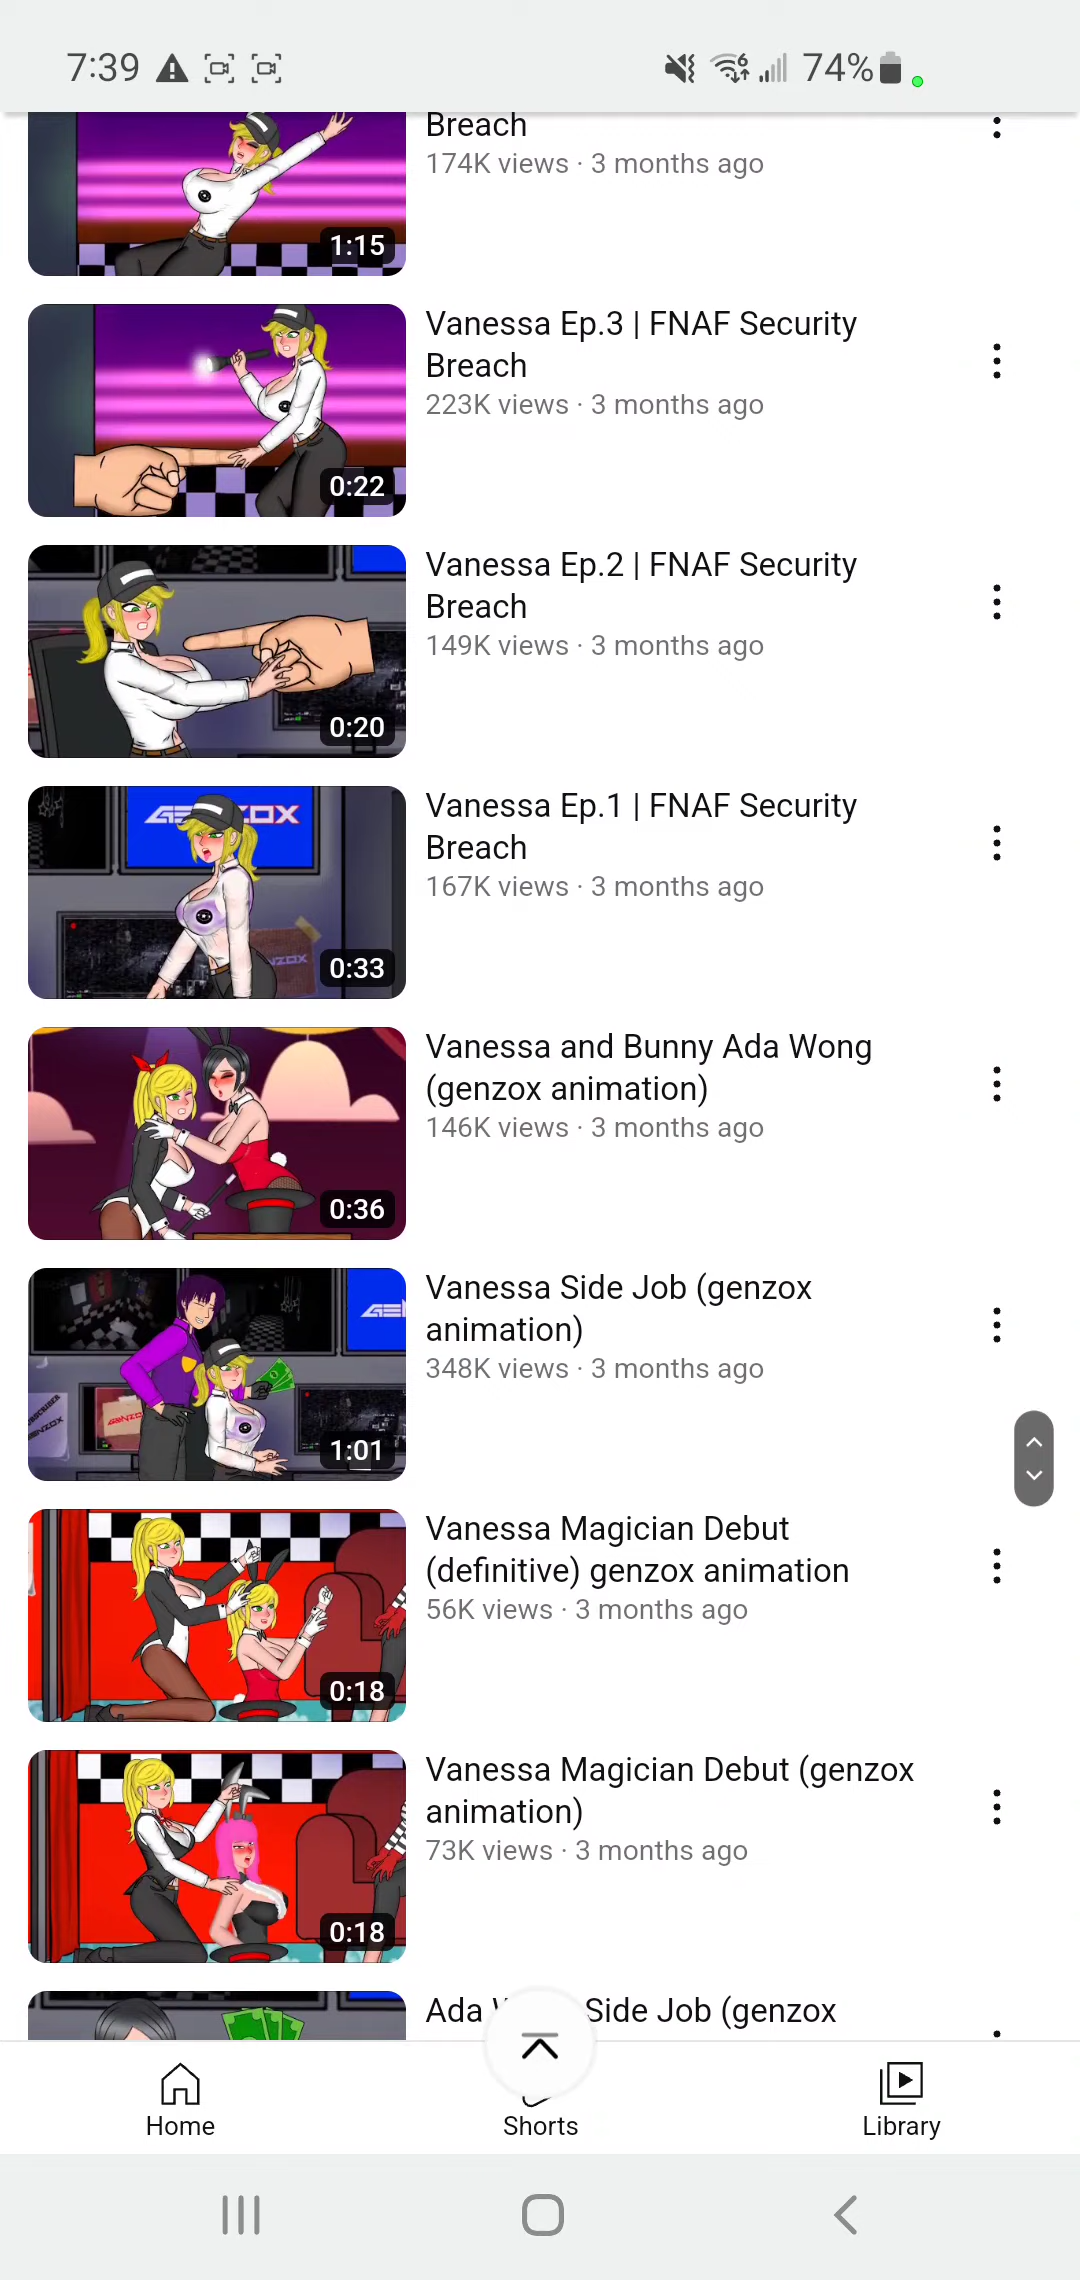 7:39
74%
Breach
174K views · 3 months ago
1:15
Vanessa Ep.3 | FNAF Security
Breach
223K views · 3 months ago
0:22
Vanessa Ep.2 | FNAF Security
Breach
149K views · 3 months ago
0:20
Vanessa Ep.1 | FNAF Security
Breach
167K views · 3 months ago
0:33
Vanessa and Bunny Ada Wong
(genzox animation)
146K views · 3 months ago
0:36
Vanessa Side Job (genzox
animation)
348K views · 3 months ago
GENZOX
1:01
Vanessa Magician Debut
(definitive) genzox animation
56K views · 3 months ago
0:18
Vanessa Magician Debut (genzox
animation)
73K views · 3 months ago
0:18
Ada Side Job (genzox
Home
Shorts
Library